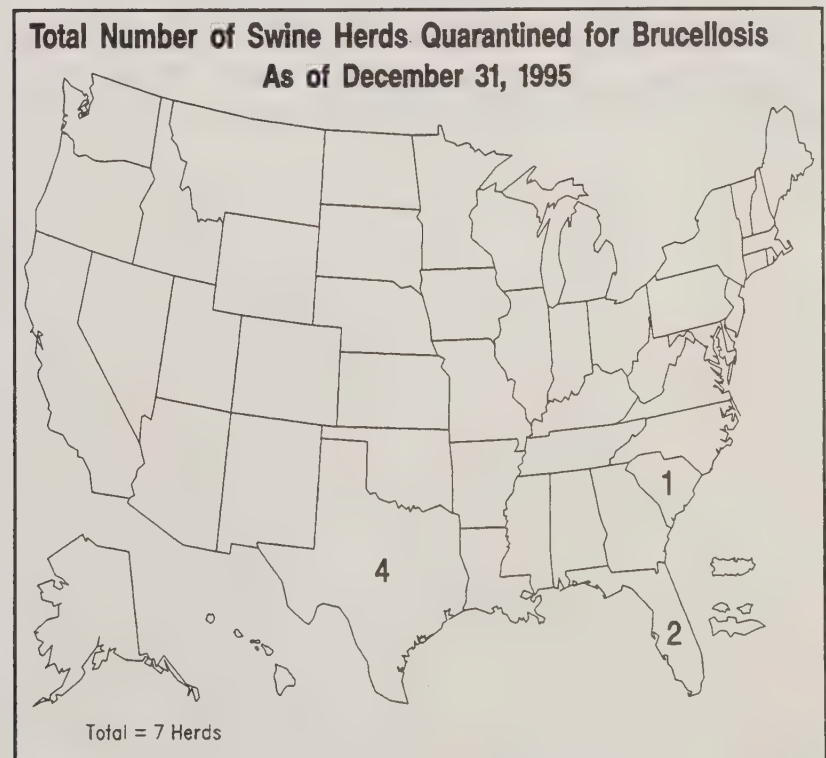 Total Number of Swine Herds Quarantined for Brucellosis
As of December 31, 1995
1
4
2
Total = 7 Herds